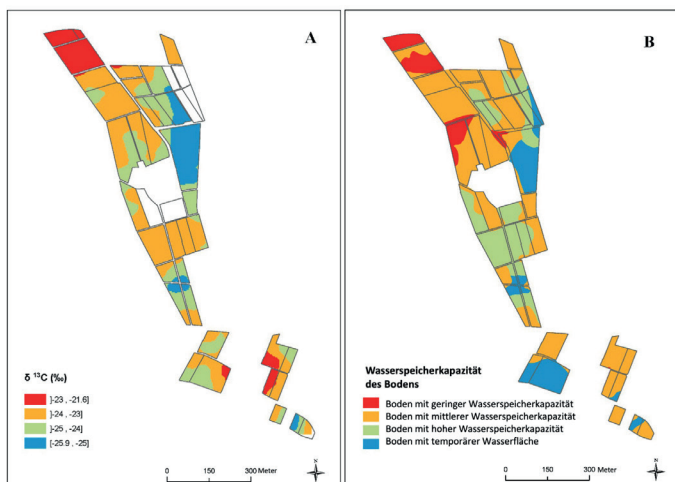 A
δ ¹³C (‰)
]-23 , -21.6]
]-24 , -23]
]-25 , -24]
[-25.9 , -25]
0 150 300 Meter
N
B
Wasserspeicherkapazität
des Bodens
Boden mit geringer Wasserspeicherkapazität
Boden mit mittlerer Wasserspeicherkapazität
Boden mit hoher Wasserspeicherkapazität
Boden mit temporärer Wasserfläche
0 150 300 Meter
N